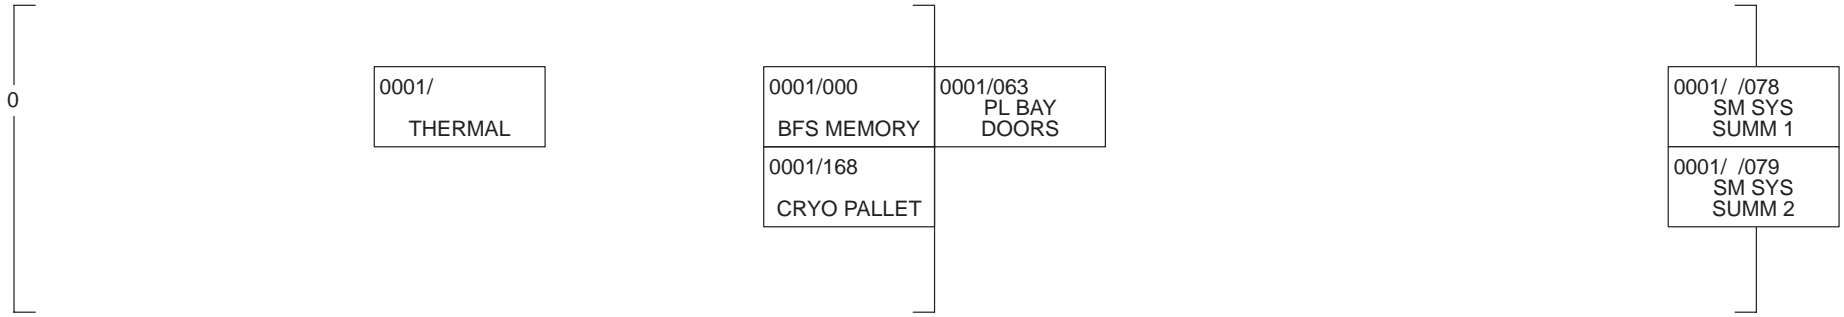 0
0001/
THERMAL
0001/000
BFS MEMORY
0001/063
PL BAY
DOORS
0001/168
CRYO PALLET
0001/ /078
SM SYS
SUMM 1
0001/ /079
SM SYS
SUMM 2